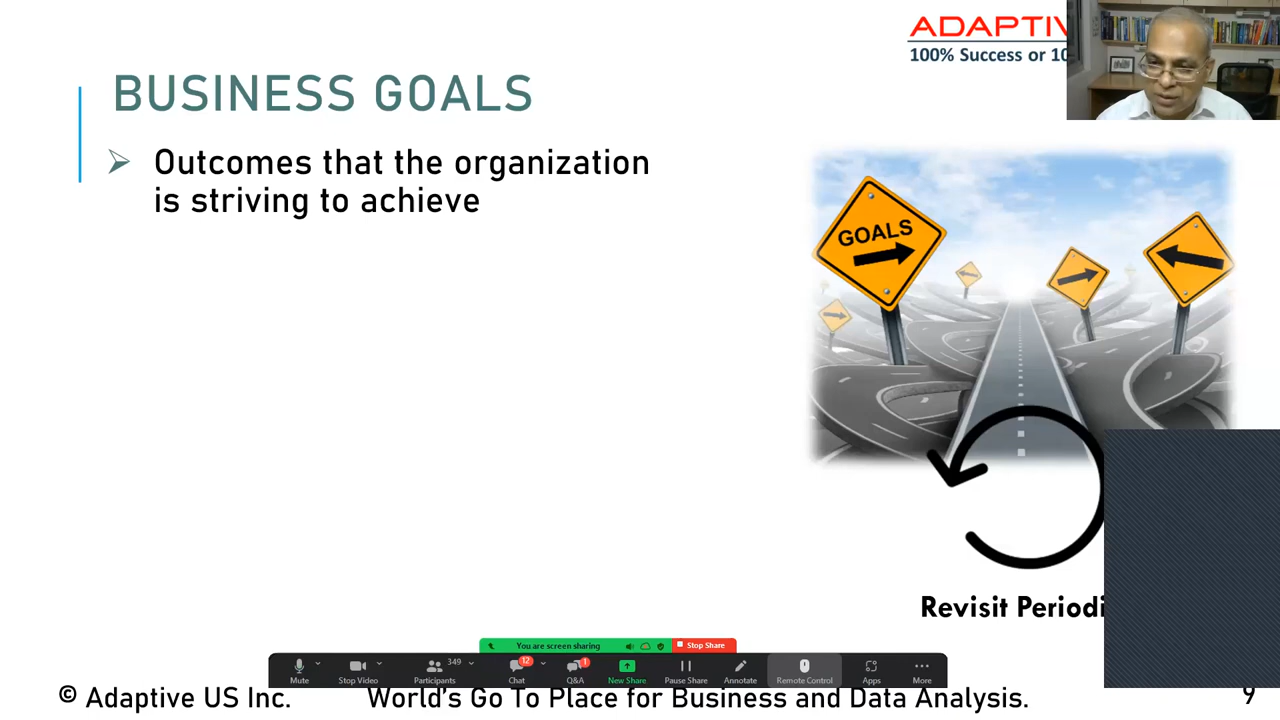 ADAPTIV
100% Success or 10
BUSINESS GOALS
Outcomes that the organization
is striving to achieve
GOALS
Revisit Periodi
You are screen sharing
Stop Share
349
12
1
Mute
Stop Video
Participants
Chat
Q&A
New Share
Pause Share
Annotate
Remote Control
Apps
More
© Adaptive US Inc.
World's Go To Place for Business and Data Analysis.
9